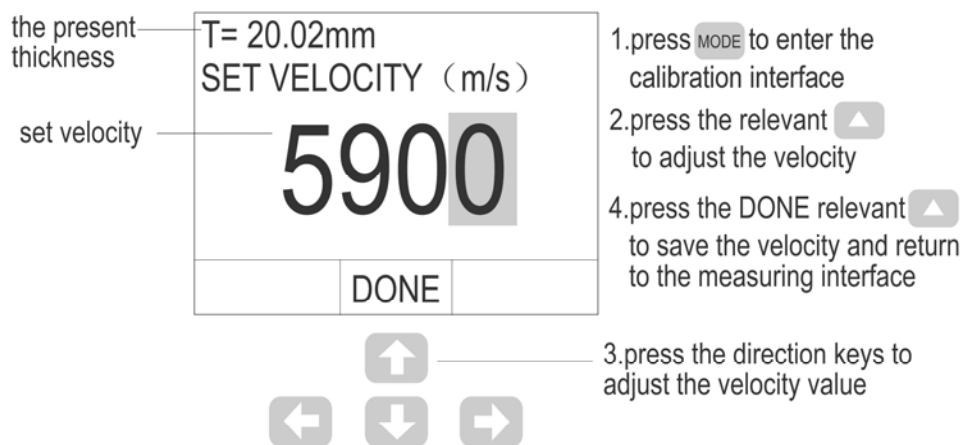 the present
thickness
T= 20.02mm
SET VELOCITY （m/s）
set velocity
5900
DONE
1.press MODE to enter the
calibration interface
2.press the relevant
to adjust the velocity
4.press the DONE relevant
to save the velocity and return
to the measuring interface
3.press the direction keys to
adjust the velocity value